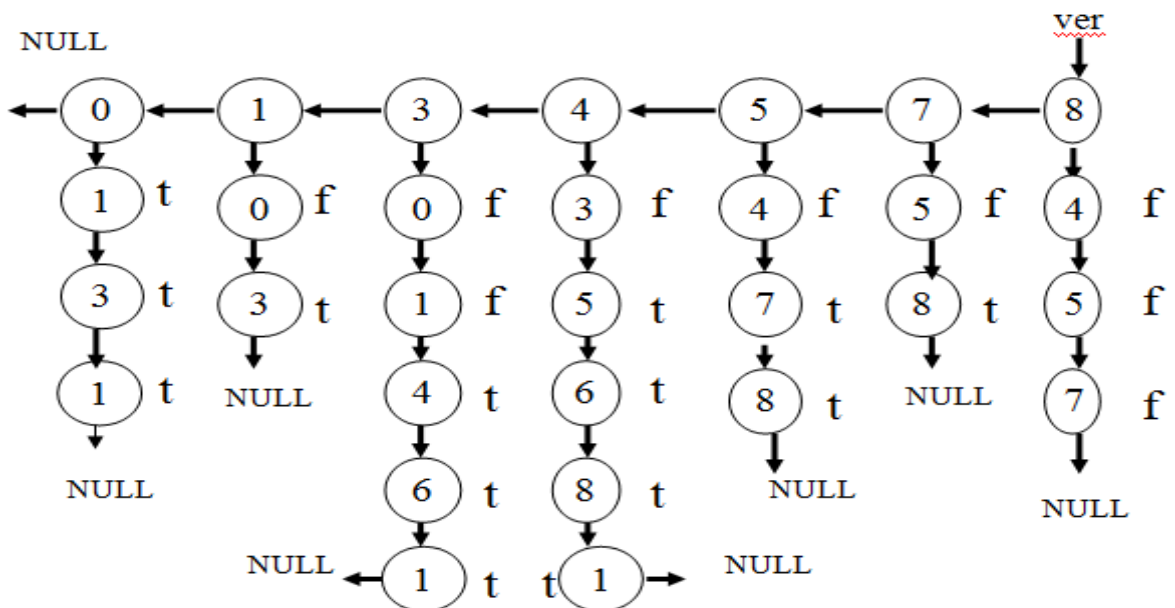 ver
NULL
0 1 3 4 5 7 8
1 t 0 f 0 f 3 f 4 f 5 f 4 f
3 t 3 t 1 f 5 t 7 t 8 t 5 f
1 t NULL 4 t 6 t 8 t NULL 7 f
NULL 6 t 8 t NULL NULL
NULL 1 t t 1 NULL